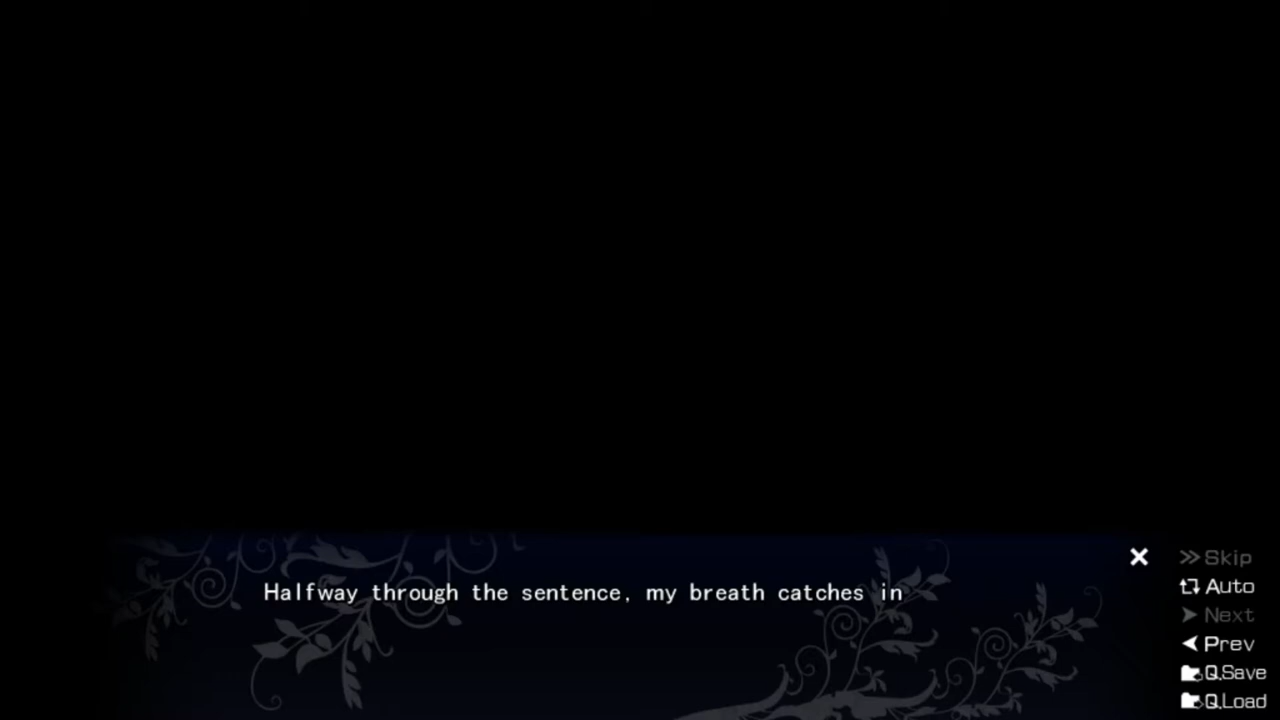 Halfway through the sentence, my breath catches in
Skip
Auto
Next
Prev
Q.Save
Q.Load